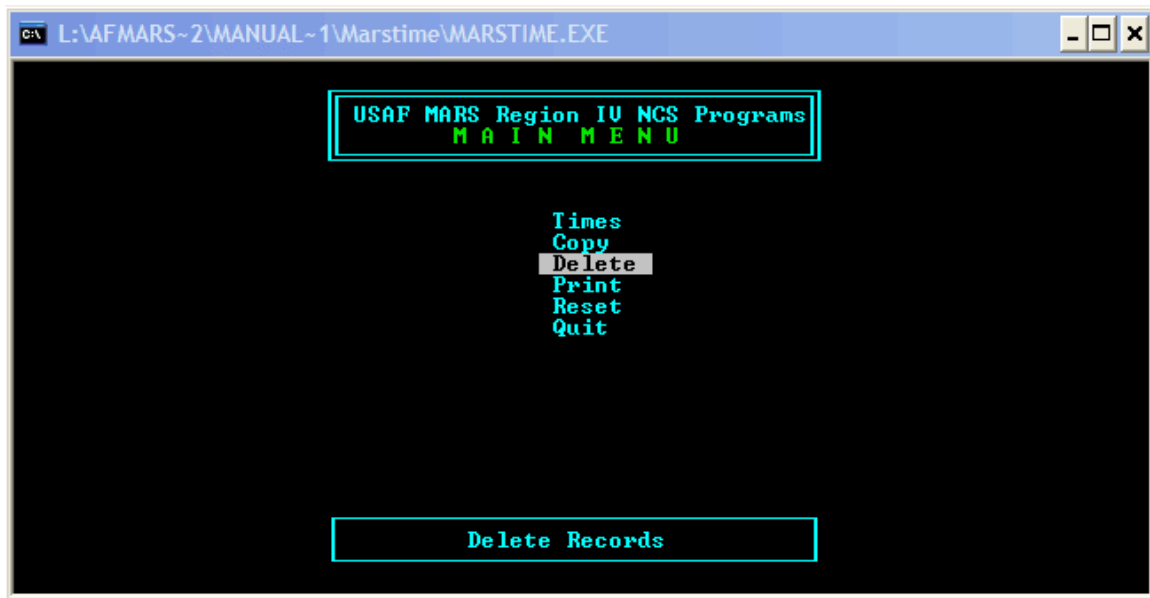 L:\AFMARS~2\MANUAL~1\Marstime\MARSTIME.EXE
USAF MARS Region IV NCS Programs
M A I N M E N U
Times
Copy
Delete
Print
Reset
Quit
Delete Records